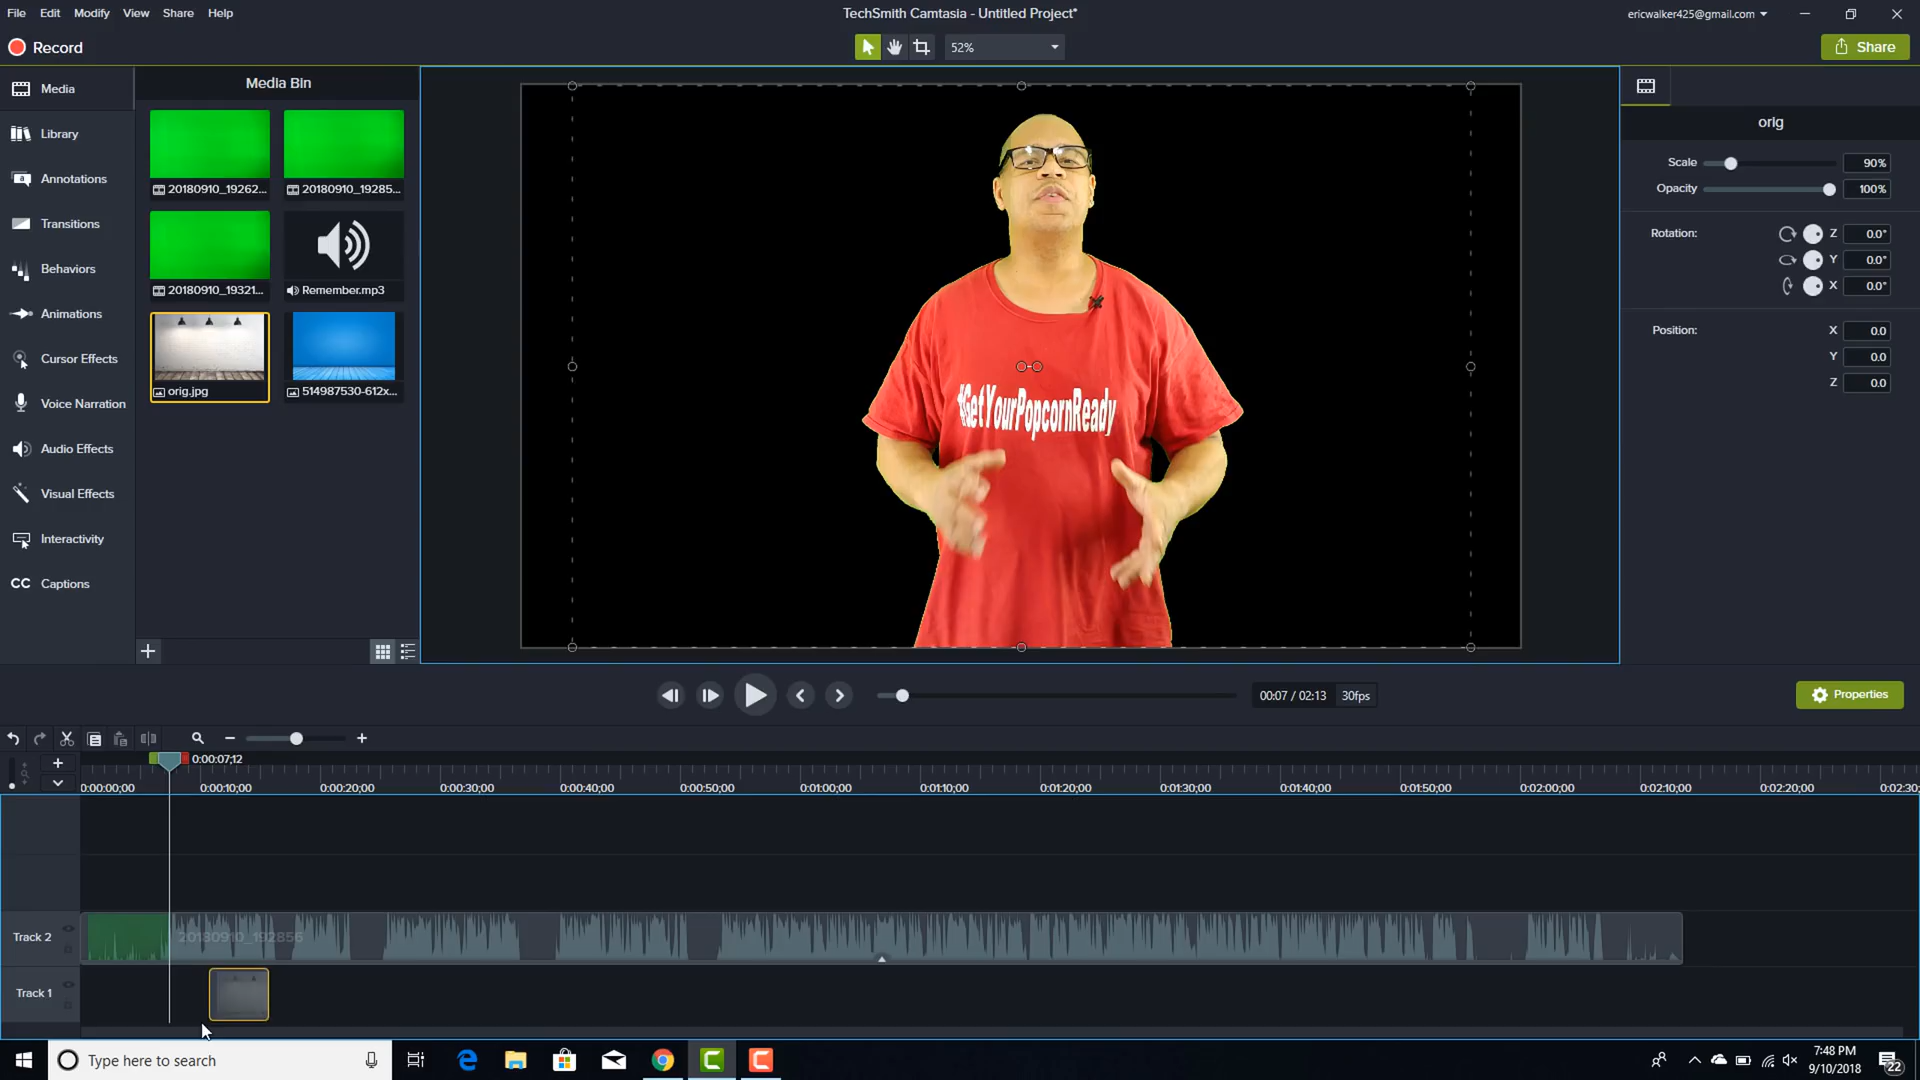 File Edit Modify View Share Help
TechSmith Camtasia - Untitled Project*
ericwalker425@gmail.com
Record
52%
Share
Media
Library
Annotations
Transitions
Behaviors
Animations
Cursor Effects
Voice Narration
Audio Effects
Visual Effects
Interactivity
CC Captions
Media Bin
20180910_19262...
20180910_19285...
20180910_19321...
Remember.mp3
orig.jpg
514987530-612x...
#GetYourPopcornReady
orig
Scale 90%
Opacity 100%
Rotation: Z 0.0°
Y 0.0°
X 0.0°
Position: X 0.0
Y 0.0
Z 0.0
00:07 / 02:13 30fps
Properties
0:00:07;12
0:00:00;00 0:00:10;00 0:00:20;00 0:00:30;00 0:00:40;00 0:00:50;00 0:01:00;00 0:01:10;00 0:01:20;00 0:01:30;00 0:01:40;00 0:01:50;00 0:02:00;00 0:02:10;00 0:02:20;00 0:02:30;
Track 2
20180910_192856
Track 1
Type here to search
7:48 PM
9/10/2018
22